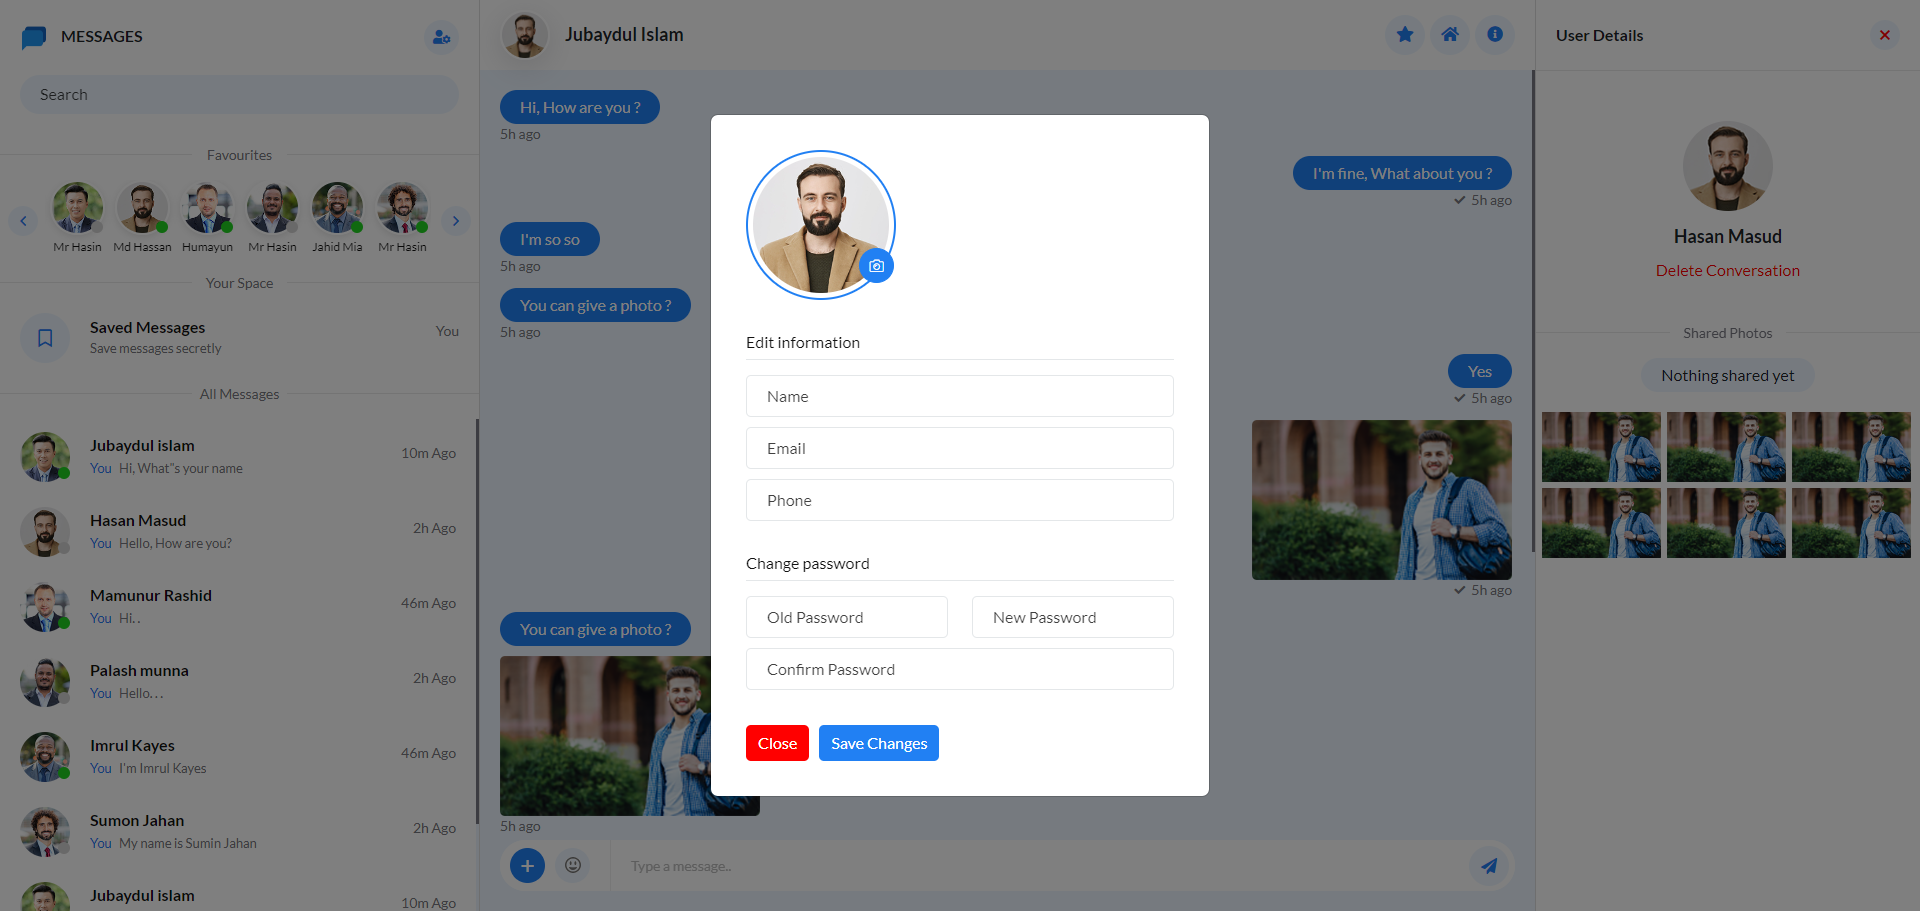 MESSAGES
Search
Favourites
Mr Hasin
Md Hassan
Humayun
Mr Hasin
Jahid Mia
Mr Hasin
Your Space
Saved Messages
You
Save messages secretly
All Messages
Jubaydul islam
10m Ago
You Hi, What"s your name
Hasan Masud
2h Ago
You Hello, How are you?
Mamunur Rashid
46m Ago
You Hi. .
Palash munna
2h Ago
You Hello. . .
Imrul Kayes
46m Ago
You I'm Imrul Kayes
Sumon Jahan
2h Ago
You My name is Sumin Jahan
Jubaydul islam
10m Ago
Jubaydul Islam
Hi, How are you ?
5h ago
I'm fine, What about you ?
5h ago
I'm so so
5h ago
You can give a photo ?
5h ago
Yes
5h ago
5h ago
You can give a photo ?
5h ago
Type a message..
Edit information
Name
Email
Phone
Change password
Old Password
New Password
Confirm Password
Close
Save Changes
User Details
Hasan Masud
Delete Conversation
Shared Photos
Nothing shared yet